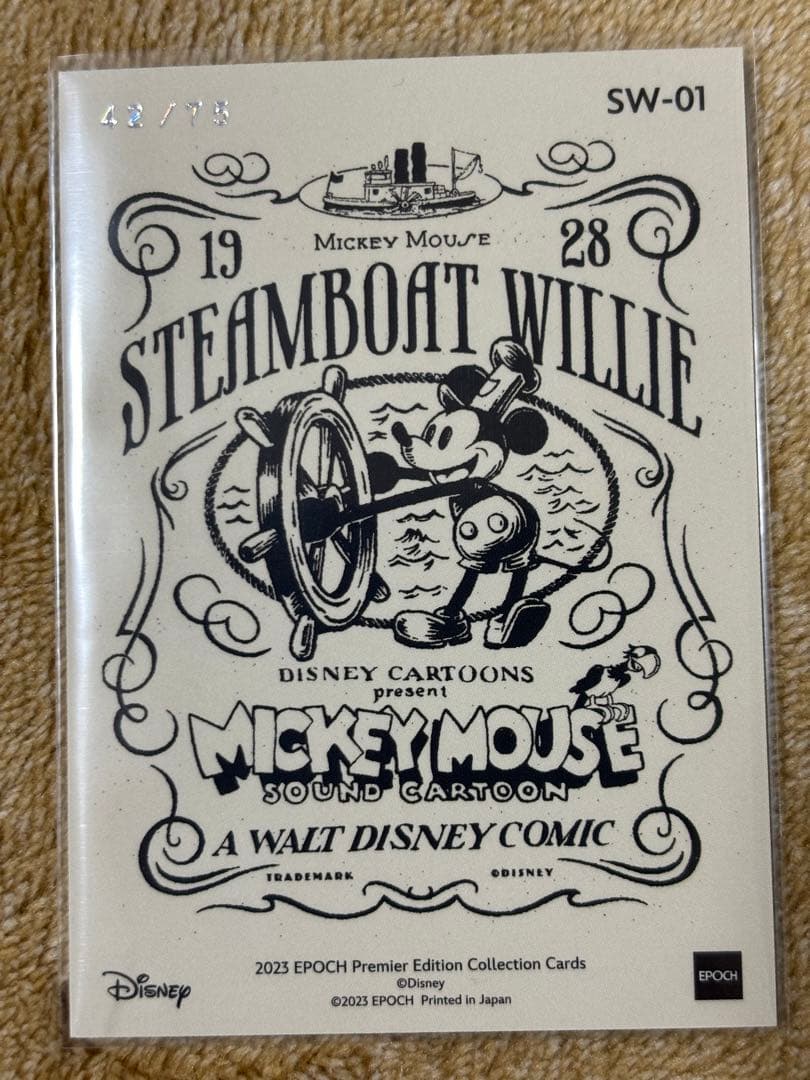 42/75
SW-01
19 28
MICKEY MOUSE
STEAMBOAT WILLIE
DISNEY CARTOONS
present
MICKEY MOUSE
SOUND CARTOON
A WALT DISNEY COMIC
TRADEMARK ©DISNEY
2023 EPOCH Premier Edition Collection Cards
©Disney
©2023 EPOCH Printed in Japan
Disney
EPOCH